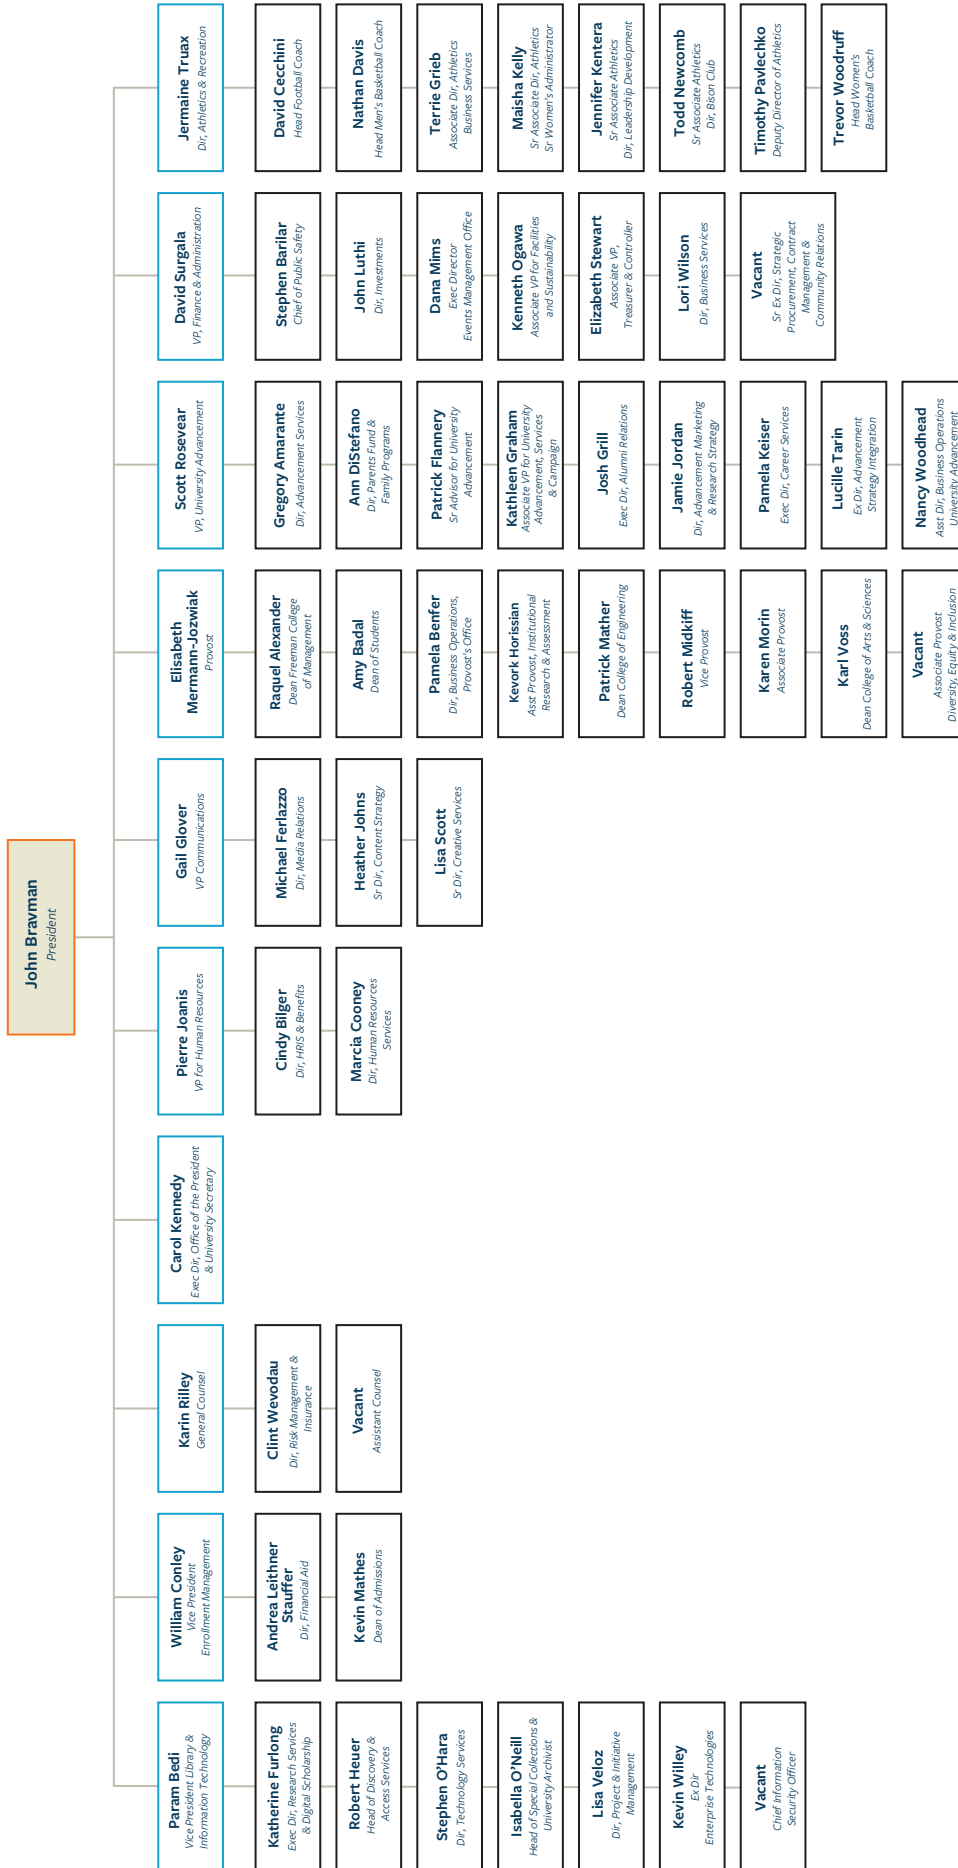 John Bravman
President
Param Bedi
Vice President Library &
Information Technology
Katherine Furlong
Exec Dir, Research Services
& Digital Scholarship
Robert Heuer
Head of Discovery &
Access Services
Stephen O'Hara
Dir, Technology Services
Isabella O'Neill
Head of Special Collections &
University Archivist
Lisa Veloz
Dir, Project & Initiative
Management
Kevin Willey
Ex Dir
Enterprise Technologies
Vacant
Chief Information
Security Officer
William Conley
Vice President
Enrollment Management
Andrea Leithner
Stauffer
Dir, Financial Aid
Kevin Mathes
Dean of Admissions
Karin Rilley
General Counsel
Clint Wevodau
Dir, Risk Management &
Insurance
Vacant
Assistant Counsel
Carol Kennedy
Exec Dir, Office of the President
& University Secretary
Pierre Joanis
VP for Human Resources
Cindy Bilger
Dir, HRIS & Benefits
Marcia Cooney
Dir, Human Resources
Services
Gail Glover
VP Communications
Michael Ferlazzo
Dir, Media Relations
Heather Johns
Sr Dir, Content Strategy
Lisa Scott
Sr Dir, Creative Services
Elisabeth
Mermann-Jozwiak
Provost
Raquel Alexander
Dean Freeman College
of Management
Amy Badal
Dean of Students
Pamela Benfer
Dir, Business Operations,
Provost's Office
Kevork Horissian
Asst Provost, Institutional
Research & Assessment
Patrick Mather
Dean College of Engineering
Robert Midkiff
Vice Provost
Karen Morin
Associate Provost
Karl Voss
Dean College of Arts & Sciences
Vacant
Associate Provost
Diversity, Equity & Inclusion
Scott Rosevear
VP, University Advancement
Gregory Amarante
Dir, Advancement Services
Ann DiStefano
Dir, Parents Fund &
Family Programs
Patrick Flannery
Sr Advisor for University
Advancement
Kathleen Graham
Associate VP for University
Advancement, Services
& Campaign
Josh Grill
Exec Dir, Alumni Relations
Jamie Jordan
Dir, Advancement Marketing
& Research Strategy
Pamela Keiser
Exec Dir, Career Services
Lucille Tarin
Ex Dir, Advancement
Strategy Integration
Nancy Woodhead
Asst Dir, Business Operations
University Advancement
David Surgala
VP, Finance & Administration
Stephen Barilar
Chief of Public Safety
John Luthi
Dir, Investments
Dana Mims
Exec Director
Events Management Office
Kenneth Ogawa
Associate VP for Facilities
and Sustainability
Elizabeth Stewart
Associate VP,
Treasurer & Controller
Lori Wilson
Dir, Business Services
Vacant
Sr Ex Dir, Strategic
Procurement, Contract
Management &
Community Relations
Jermaine Truax
Dir, Athletics & Recreation
David Cecchini
Head Football Coach
Nathan Davis
Head Men's Basketball Coach
Terrie Grieb
Associate Dir, Athletics
Business Services
Maisha Kelly
Sr Associate Dir, Athletics
Sr Women's Administrator
Jennifer Kentera
Sr Associate Athletics
Dir, Leadership Development
Todd Newcomb
Sr Associate Athletics
Dir, Bison Club
Timothy Pavlechko
Deputy Director of Athletics
Trevor Woodruff
Head Women's
Basketball Coach